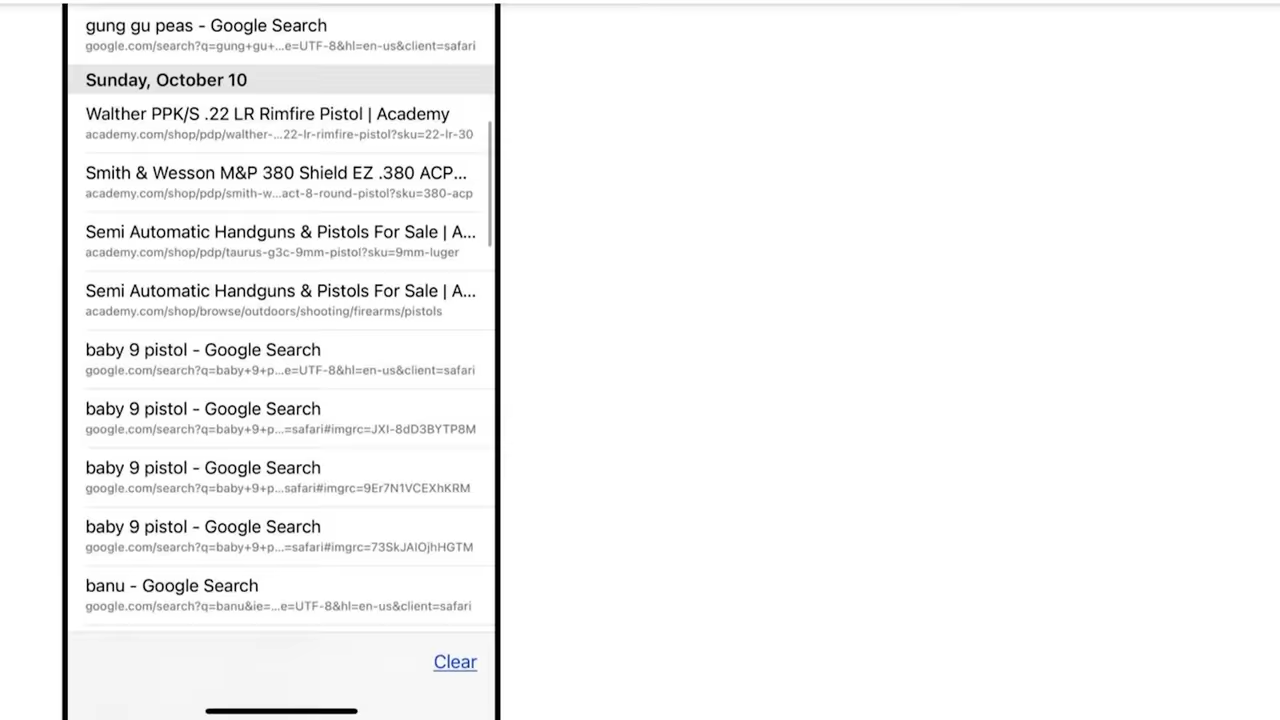 gung gu peas - Google Search
google.com/search?q=gung+gu+...e=UTF-8&hl=en-us&client=safari
Sunday, October 10
Walther PPK/S .22 LR Rimfire Pistol | Academy
academy.com/shop/pdp/walther-...22-lr-rimfire-pistol?sku=22-lr-30
Smith & Wesson M&P 380 Shield EZ .380 ACP...
academy.com/shop/pdp/smith-w...act-8-round-pistol?sku=380-acp
Semi Automatic Handguns & Pistols For Sale | A...
academy.com/shop/pdp/taurus-g3c-9mm-pistol?sku=9mm-luger
Semi Automatic Handguns & Pistols For Sale | A...
academy.com/shop/browse/outdoors/shooting/firearms/pistols
baby 9 pistol - Google Search
google.com/search?q=baby+9+p...e=UTF-8&hl=en-us&client=safari
baby 9 pistol - Google Search
google.com/search?q=baby+9+p...=safari#imgrc=JXI-8dD3BYTP8M
baby 9 pistol - Google Search
google.com/search?q=baby+9+p...safari#imgrc=9Er7N1VCEXhKRM
baby 9 pistol - Google Search
google.com/search?q=baby+9+p...=safari#imgrc=73SkJAIOjhHGTM
banu - Google Search
google.com/search?q=banu&ie=...e=UTF-8&hl=en-us&client=safari
Clear